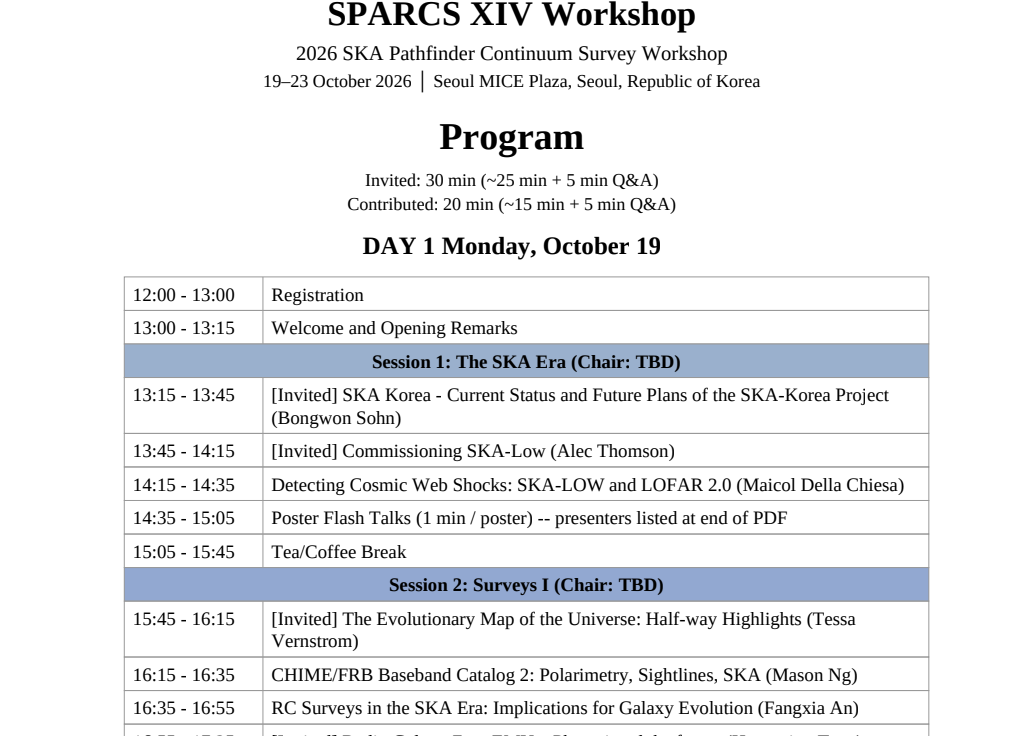 SPARCS XIV Workshop
2026 SKA Pathfinder Continuum Survey Workshop
19–23 October 2026 │ Seoul MICE Plaza, Seoul, Republic of Korea
Program
Invited: 30 min (~25 min + 5 min Q&A)
Contributed: 20 min (~15 min + 5 min Q&A)
DAY 1 Monday, October 19
12:00 - 13:00 Registration
13:00 - 13:15 Welcome and Opening Remarks
Session 1: The SKA Era (Chair: TBD)
13:15 - 13:45 [Invited] SKA Korea - Current Status and Future Plans of the SKA-Korea Project
(Bongwon Sohn)
13:45 - 14:15 [Invited] Commissioning SKA-Low (Alec Thomson)
14:15 - 14:35 Detecting Cosmic Web Shocks: SKA-LOW and LOFAR 2.0 (Maicol Della Chiesa)
14:35 - 15:05 Poster Flash Talks (1 min / poster) -- presenters listed at end of PDF
15:05 - 15:45 Tea/Coffee Break
Session 2: Surveys I (Chair: TBD)
15:45 - 16:15 [Invited] The Evolutionary Map of the Universe: Half-way Highlights (Tessa
Vernstrom)
16:15 - 16:35 CHIME/FRB Baseband Catalog 2: Polarimetry, Sightlines, SKA (Mason Ng)
16:35 - 16:55 RC Surveys in the SKA Era: Implications for Galaxy Evolution (Fangxia An)